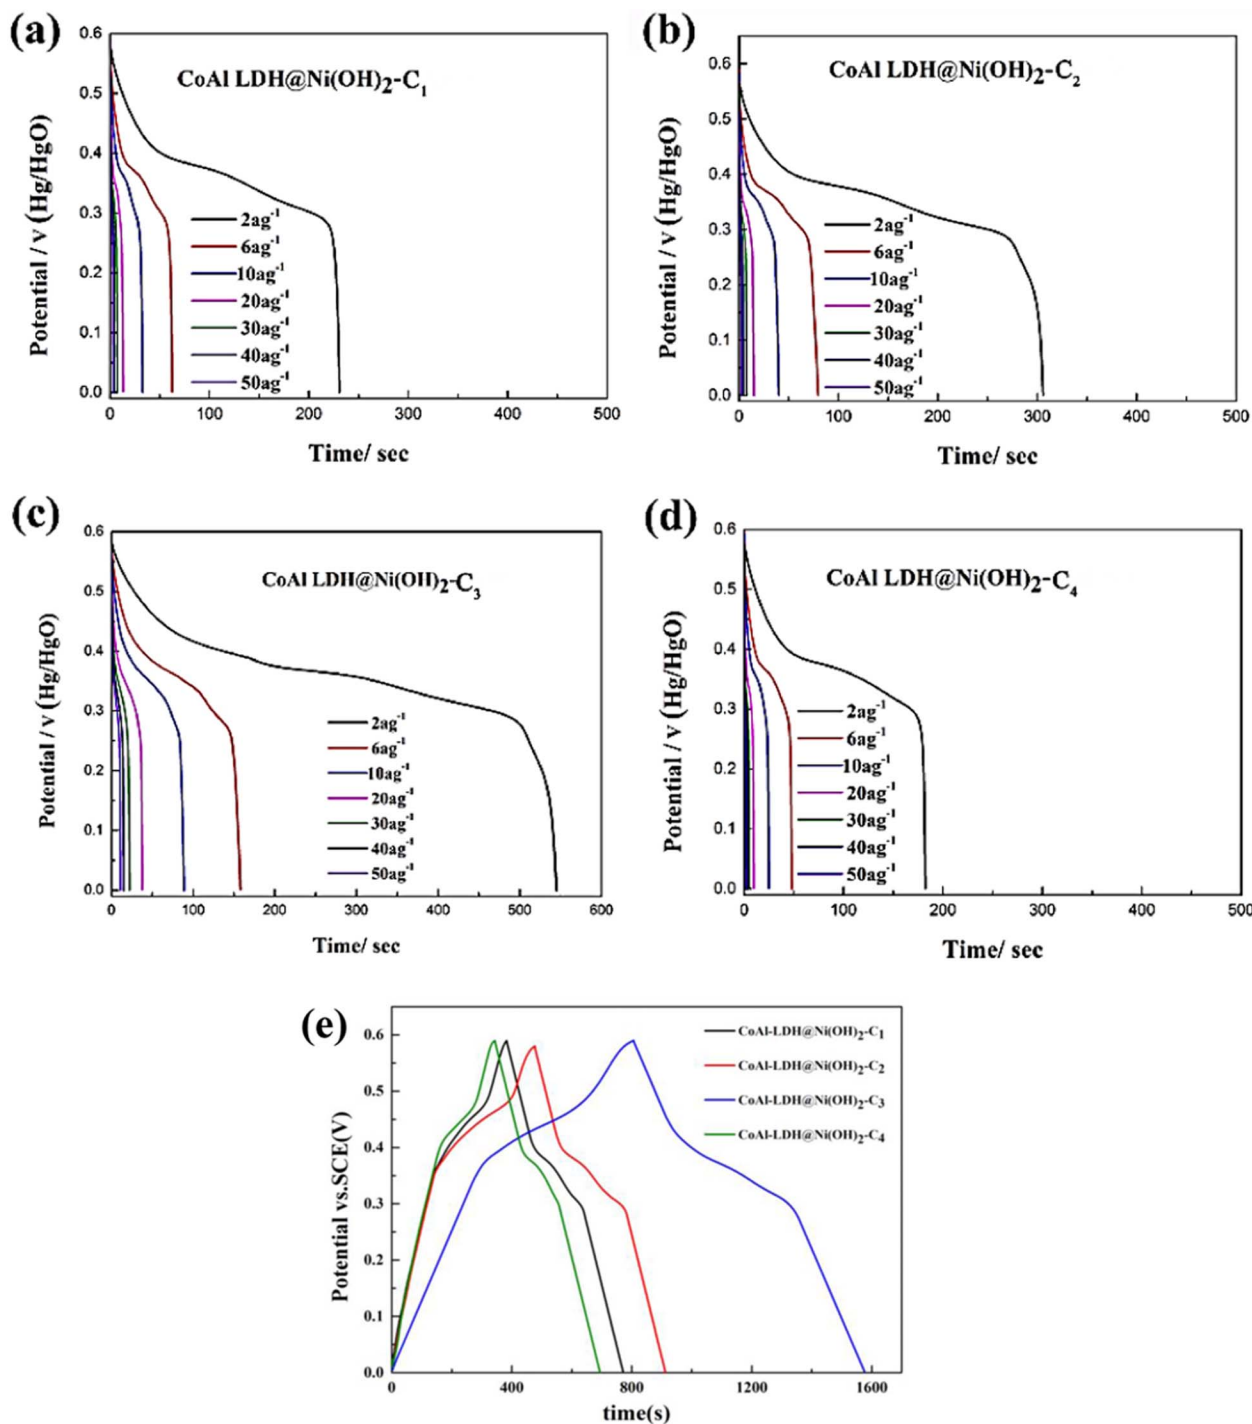 (a)
0.6
0.5
0.4
0.3
0.2
0.1
0.0
Potential / v (Hg/HgO)
CoAl LDH@Ni(OH)₂-C₁
2ag⁻¹
6ag⁻¹
10ag⁻¹
20ag⁻¹
30ag⁻¹
40ag⁻¹
50ag⁻¹
0 100 200 300 400 500
Time/ sec
(b)
0.6
0.5
0.4
0.3
0.2
0.1
0.0
Potential / v (Hg/HgO)
CoAl LDH@Ni(OH)₂-C₂
2ag⁻¹
6ag⁻¹
10ag⁻¹
20ag⁻¹
30ag⁻¹
40ag⁻¹
50ag⁻¹
0 100 200 300 400 500
Time/ sec
(c)
0.6
0.5
0.4
0.3
0.2
0.1
0.0
Potential / v (Hg/HgO)
CoAl LDH@Ni(OH)₂-C₃
2ag⁻¹
6ag⁻¹
10ag⁻¹
20ag⁻¹
30ag⁻¹
40ag⁻¹
50ag⁻¹
0 100 200 300 400 500 600
Time/ sec
(d)
0.6
0.5
0.4
0.3
0.2
0.1
0.0
Potential / v (Hg/HgO)
CoAl LDH@Ni(OH)₂-C₄
2ag⁻¹
6ag⁻¹
10ag⁻¹
20ag⁻¹
30ag⁻¹
40ag⁻¹
50ag⁻¹
0 100 200 300 400 500
Time/ sec
(e)
0.6
0.5
0.4
0.3
0.2
0.1
0.0
Potential vs.SCE(V)
CoAl-LDH@Ni(OH)₂-C₁
CoAl-LDH@Ni(OH)₂-C₂
CoAl-LDH@Ni(OH)₂-C₃
CoAl-LDH@Ni(OH)₂-C₄
0 400 800 1200 1600
time(s)